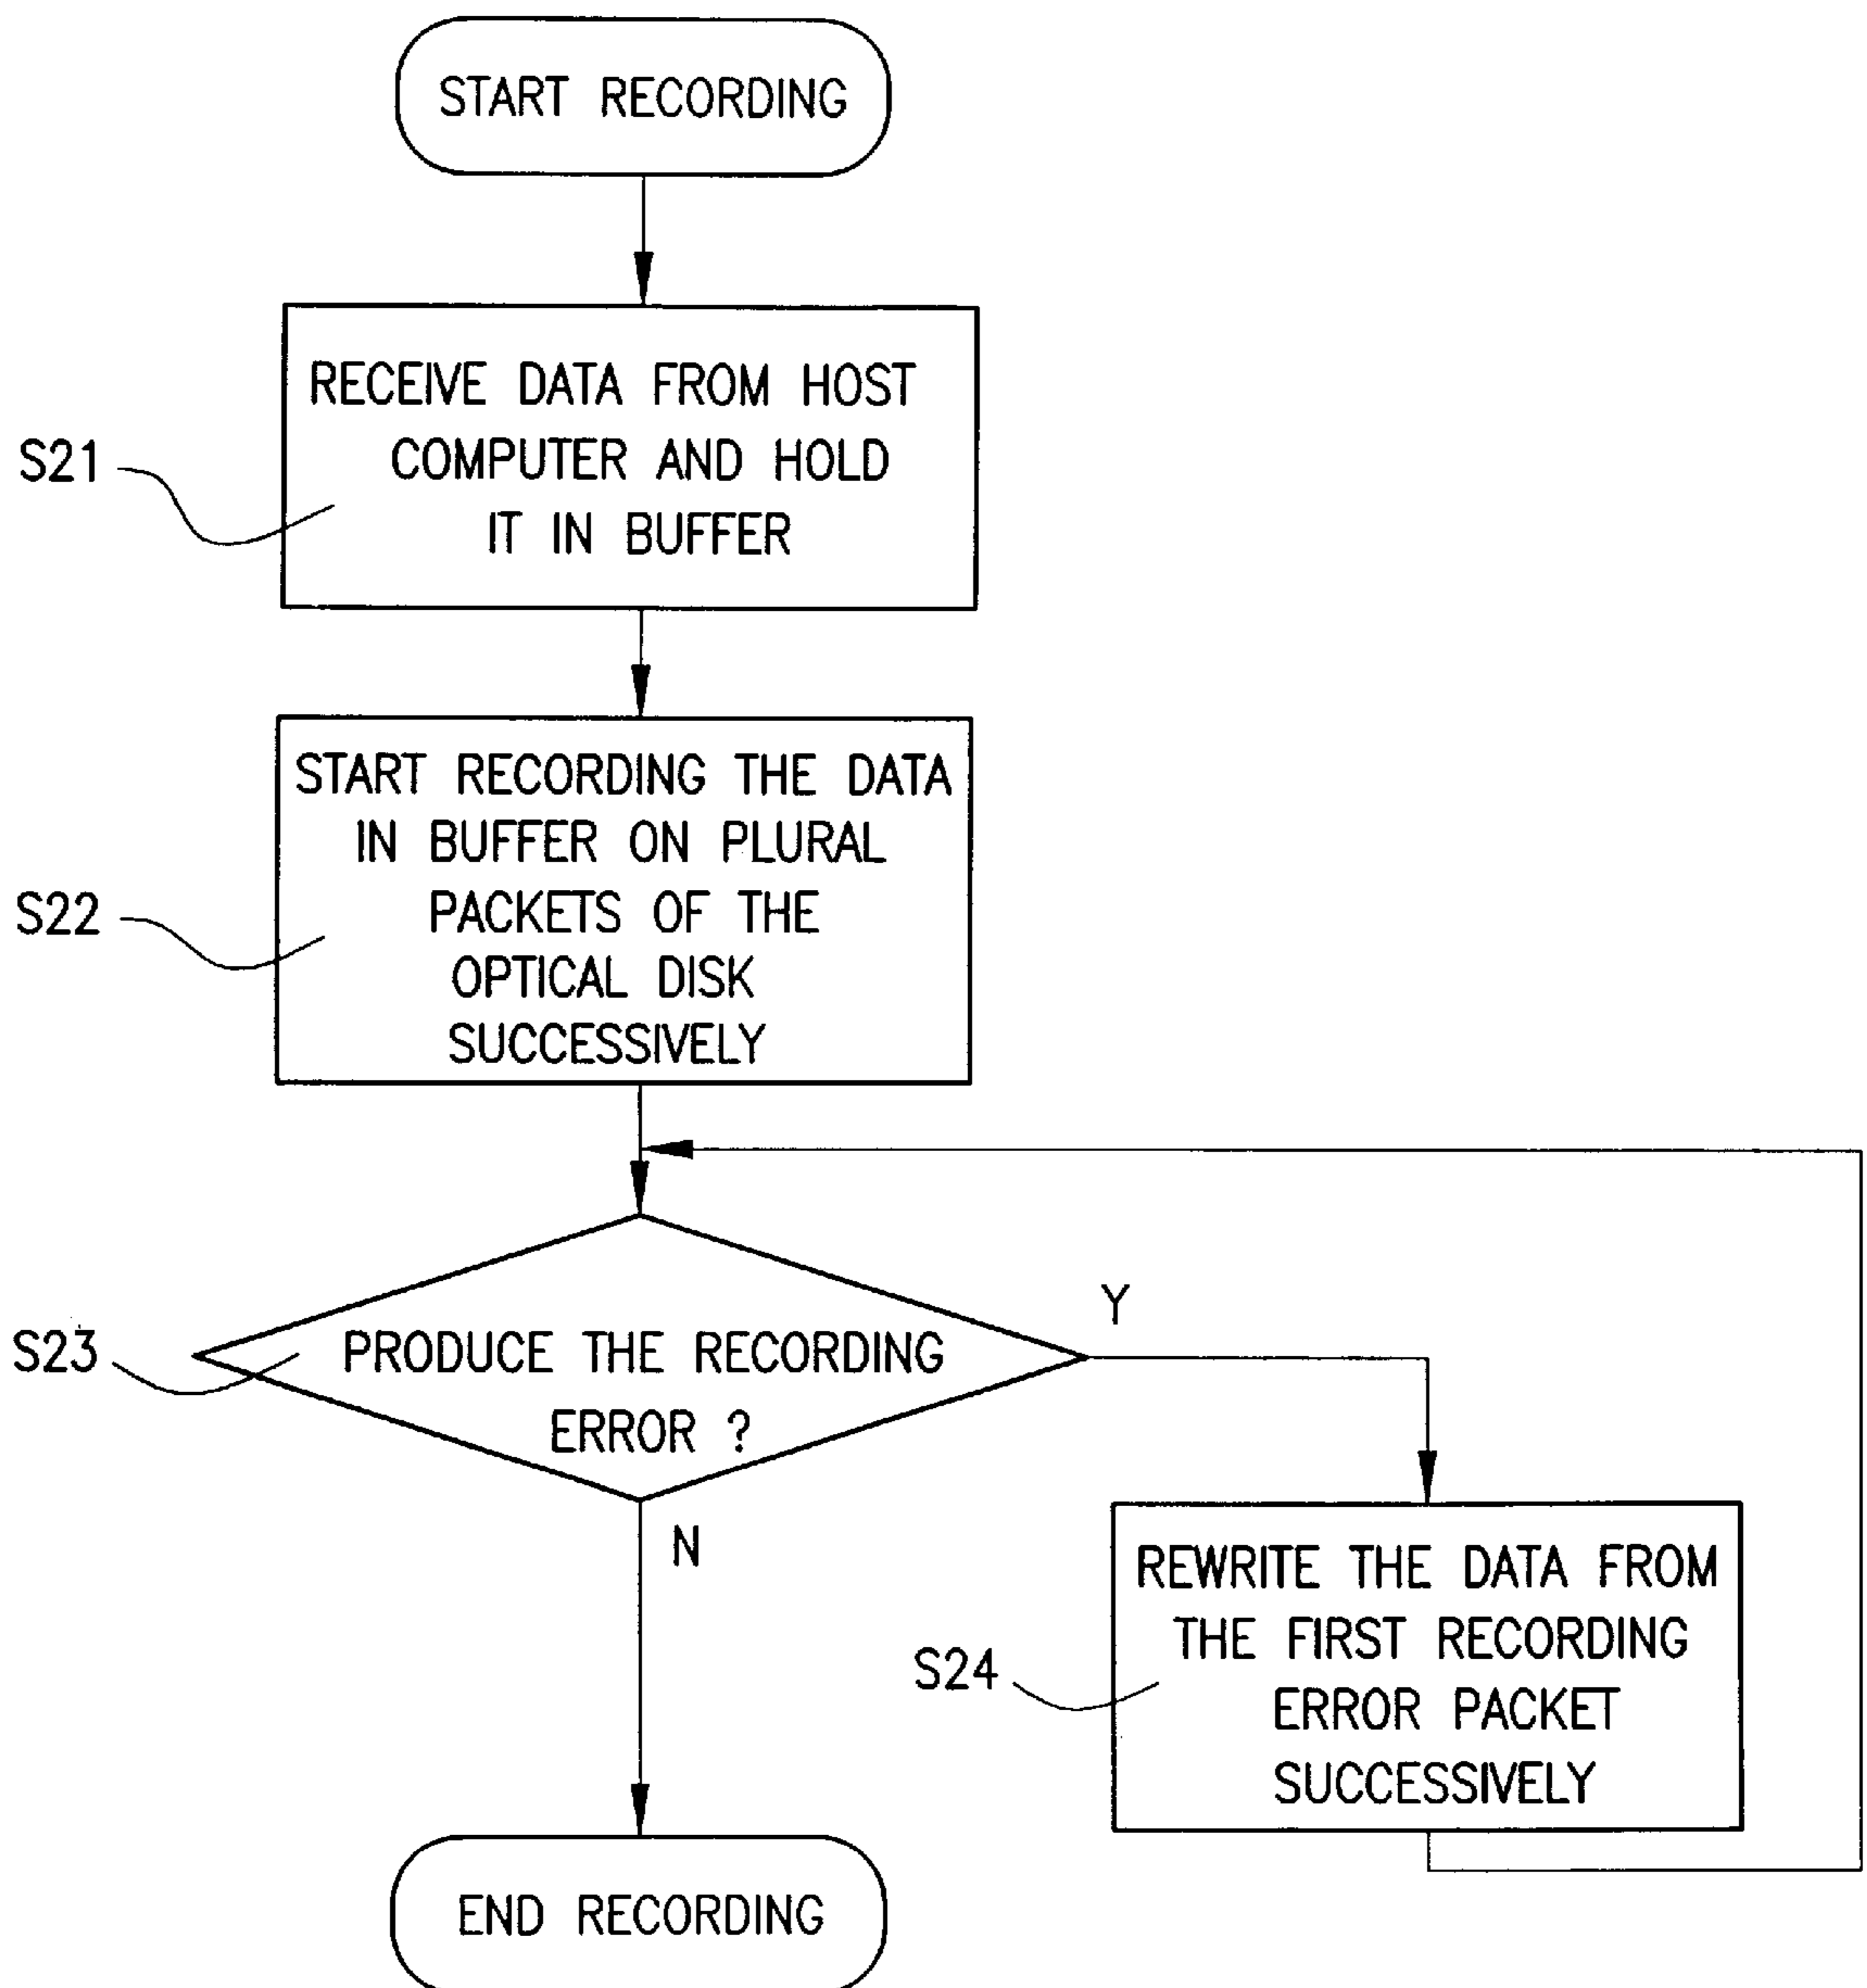 START RECORDING
RECEIVE DATA FROM HOST
COMPUTER AND HOLD
IT IN BUFFER
S21
START RECORDING THE DATA
IN BUFFER ON PLURAL
PACKETS OF THE
OPTICAL DISK
SUCCESSIVELY
S22
PRODUCE THE RECORDING
ERROR ?
S23
Y
N
REWRITE THE DATA FROM
THE FIRST RECORDING
ERROR PACKET
SUCCESSIVELY
S24
END RECORDING